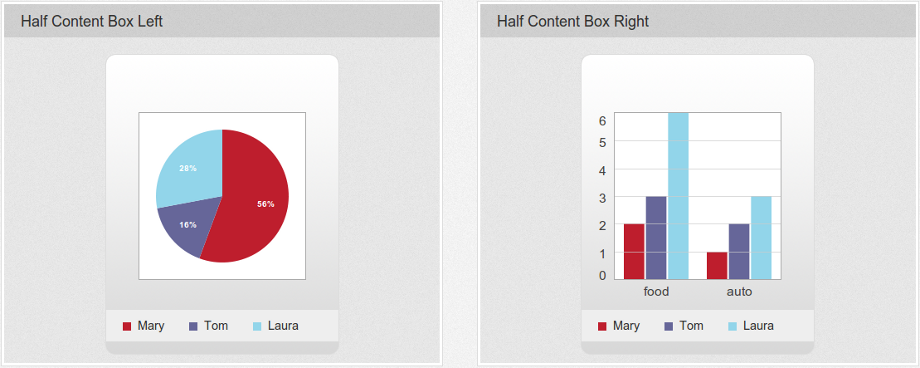 Half Content Box Left
28%
56%
16%
Mary Tom Laura
Half Content Box Right
6
5
4
3
2
1
0
food auto
Mary Tom Laura